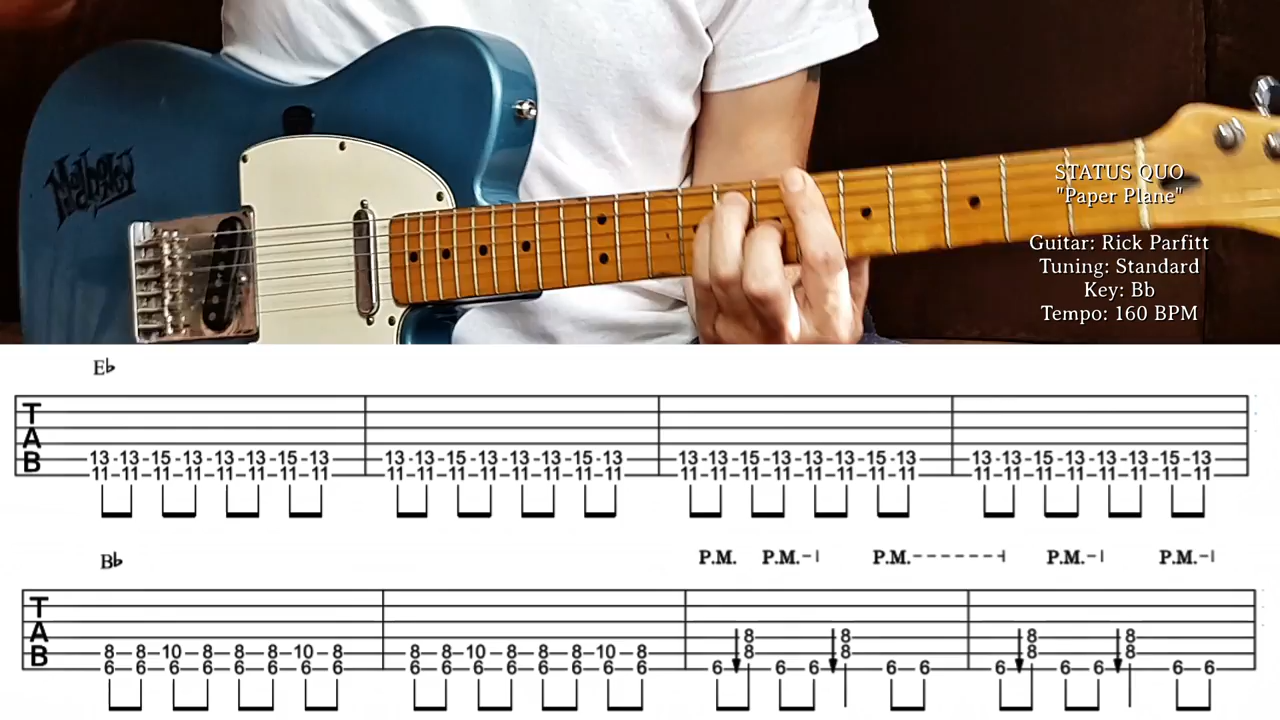 STATUS QUO
"Paper Plane"
Guitar: Rick Parfitt
Tuning: Standard
Key: Bb
Tempo: 160 BPM
E♭
T
A
B
13-13-15-13-13-13-15-13 13-13-15-13-13-13-15-13 13-13-15-13-13-13-15-13 13-13-15-13-13-13-15-13
11-11-11-11-11-11-11-11 11-11-11-11-11-11-11-11 11-11-11-11-11-11-11-11 11-11-11-11-11-11-11-11
B♭ P.M. P.M.-| P.M.--------| P.M.-| P.M.-|
T
A 8 8 8 8
B 8-8-10-8-8-8-10-8 8-8-10-8-8-8-10-8 8 8 8 8
6-6-6-6-6-6-6-6 6-6-6-6-6-6-6-6 6 6-6 6-6 6 6-6 6-6